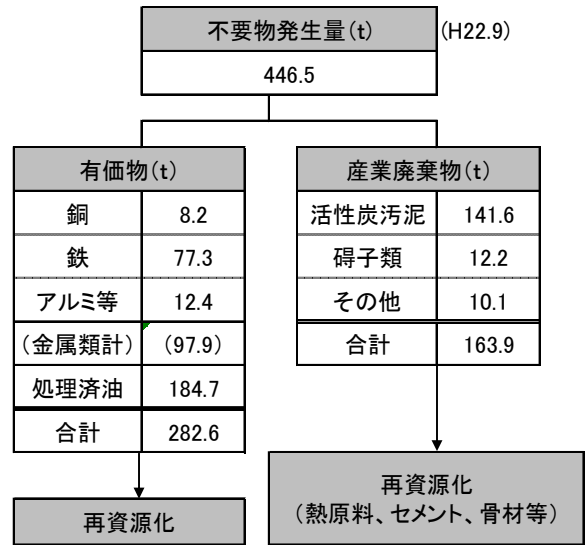 不要物発生量(t) (H22.9)
446.5
有価物(t)
銅 8.2
鉄 77.3
アルミ等 12.4
(金属類計) (97.9)
処理済油 184.7
合計 282.6
再資源化
産業廃棄物(t)
活性炭汚泥 141.6
碍子類 12.2
その他 10.1
合計 163.9
再資源化
(熱原料、セメント、骨材等)